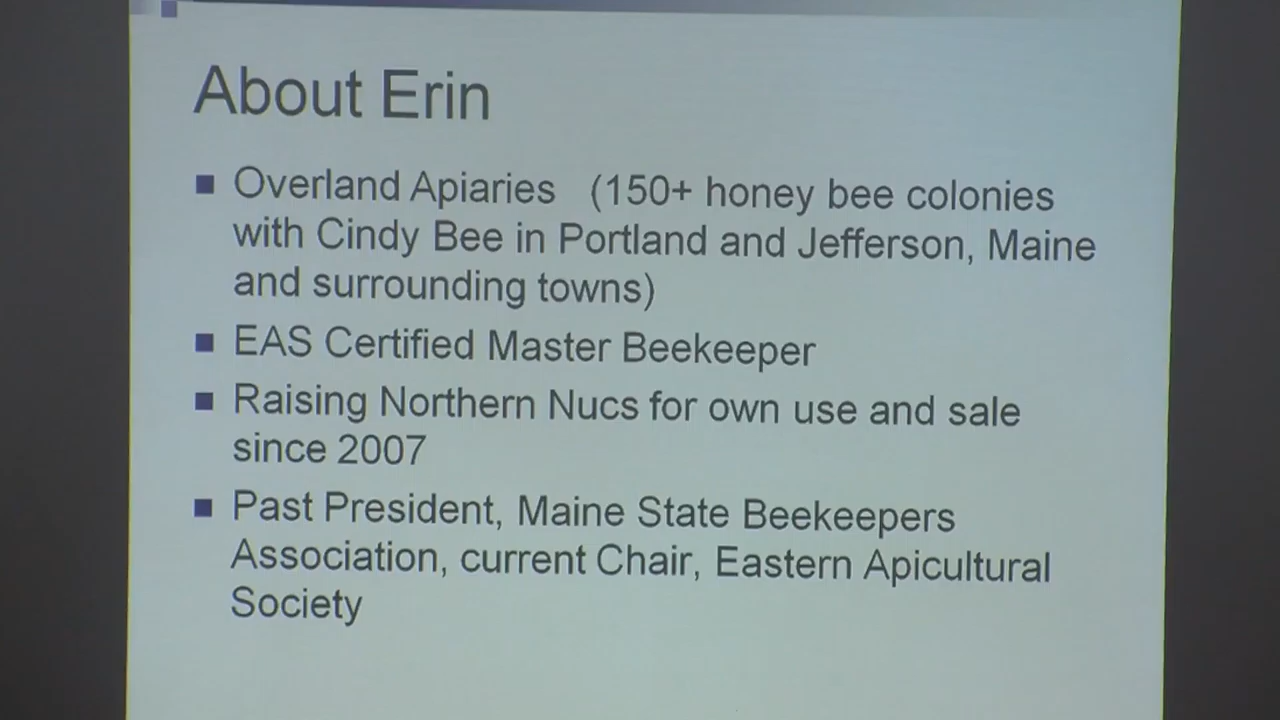 About Erin
Overland Apiaries (150+ honey bee colonies
with Cindy Bee in Portland and Jefferson, Maine
and surrounding towns)
EAS Certified Master Beekeeper
Raising Northern Nucs for own use and sale
since 2007
Past President, Maine State Beekeepers
Association, current Chair, Eastern Apicultural
Society